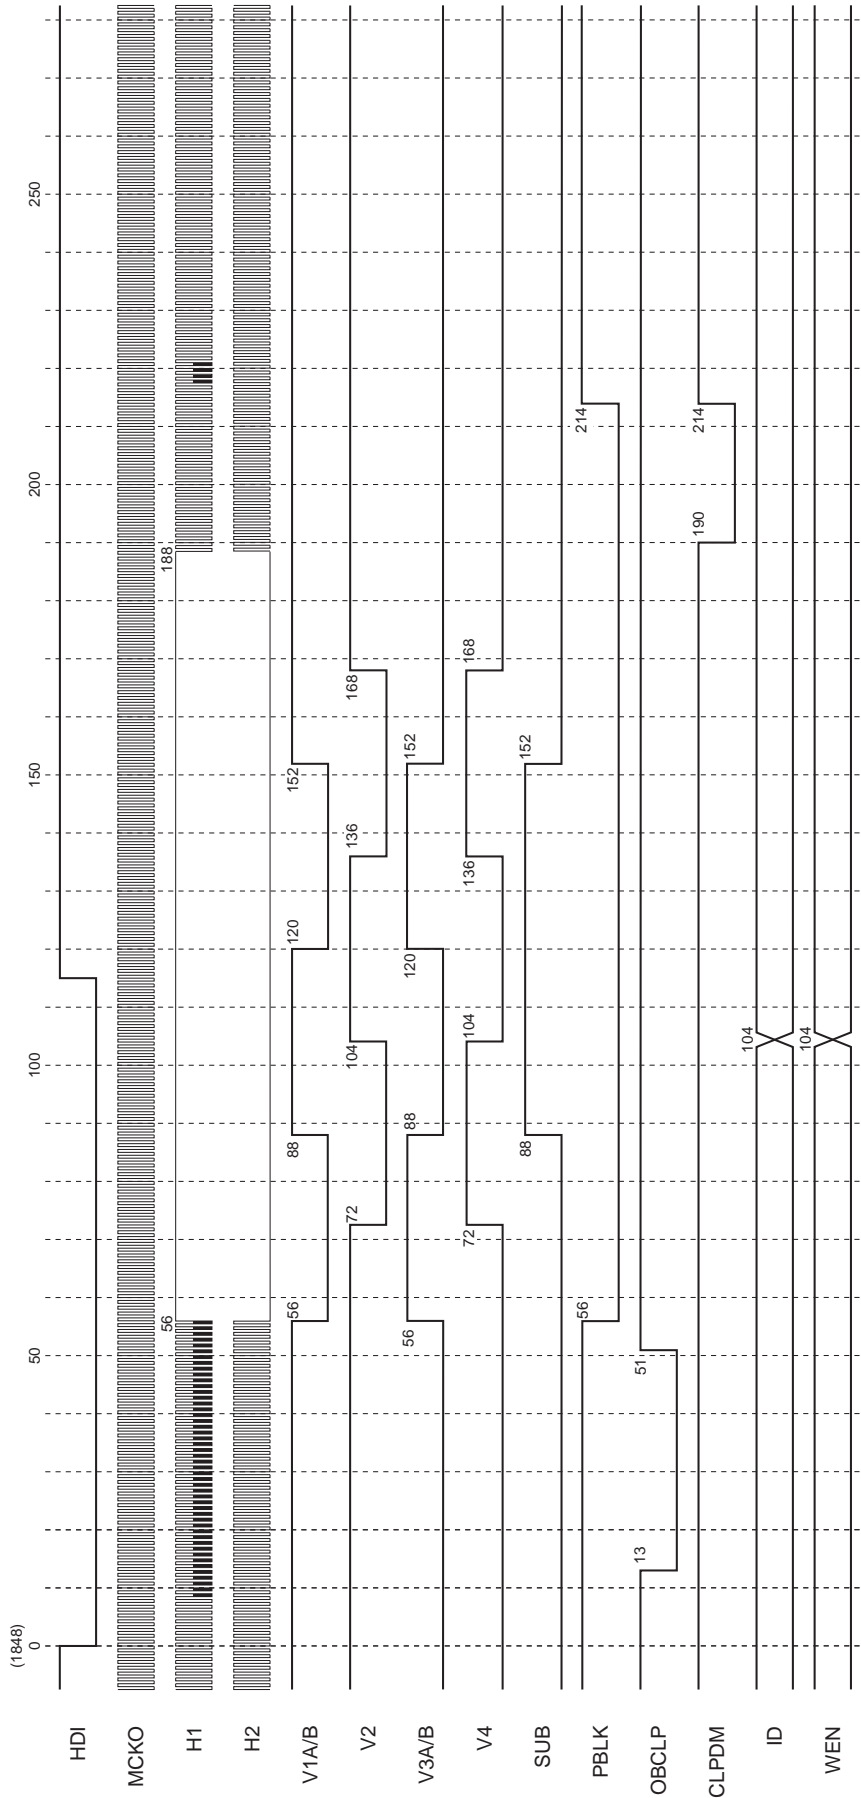 (1848)
0 50 100 150 200 250
HDI
MCKO
H1 56 188
H2
V1A/B 56 88 120 152
V2 72 104 136 168
V3A/B 56 88 120 152
V4 72 104 136 168
SUB 88 152
PBLK 56 214
OBCLP 13 51
CLPDM 190 214
ID 104
WEN 104